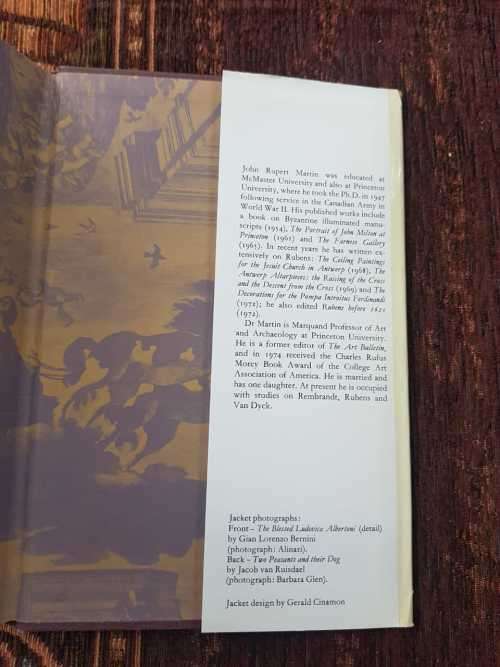 John Rupert Martin was educated at
McMaster University and also at Princeton
University, where he took the Ph.D. in 1947
following service in the Canadian Army in
World War II. His published works include
a book on Byzantine illuminated manu-
scripts (1954), The Portrait of John Milton at
Princeton (1961) and The Farnese Gallery
(1965). In recent years he has written ex-
tensively on Rubens: The Ceiling Paintings
for the Jesuit Church in Antwerp (1968), The
Antwerp Altarpieces: the Raising of the Cross
and the Descent from the Cross (1969) and The
Decorations for the Pompa Introitus Ferdinandi
(1972); he also edited Rubens before 1620
(1972).
Dr Martin is Marquand Professor of Art
and Archaeology at Princeton University.
He is a former editor of The Art Bulletin,
and in 1974 received the Charles Rufus
Morey Book Award of the College Art
Association of America. He is married and
has one daughter. At present he is occupied
with studies on Rembrandt, Rubens and
Van Dyck.
Jacket photographs:
Front – The Blessed Ludovica Albertoni (detail)
by Gian Lorenzo Bernini
(photograph: Alinari).
Back – Two Peasants and their Dog
by Jacob van Ruisdael
(photograph: Barbara Glen).
Jacket design by Gerald Cinamon